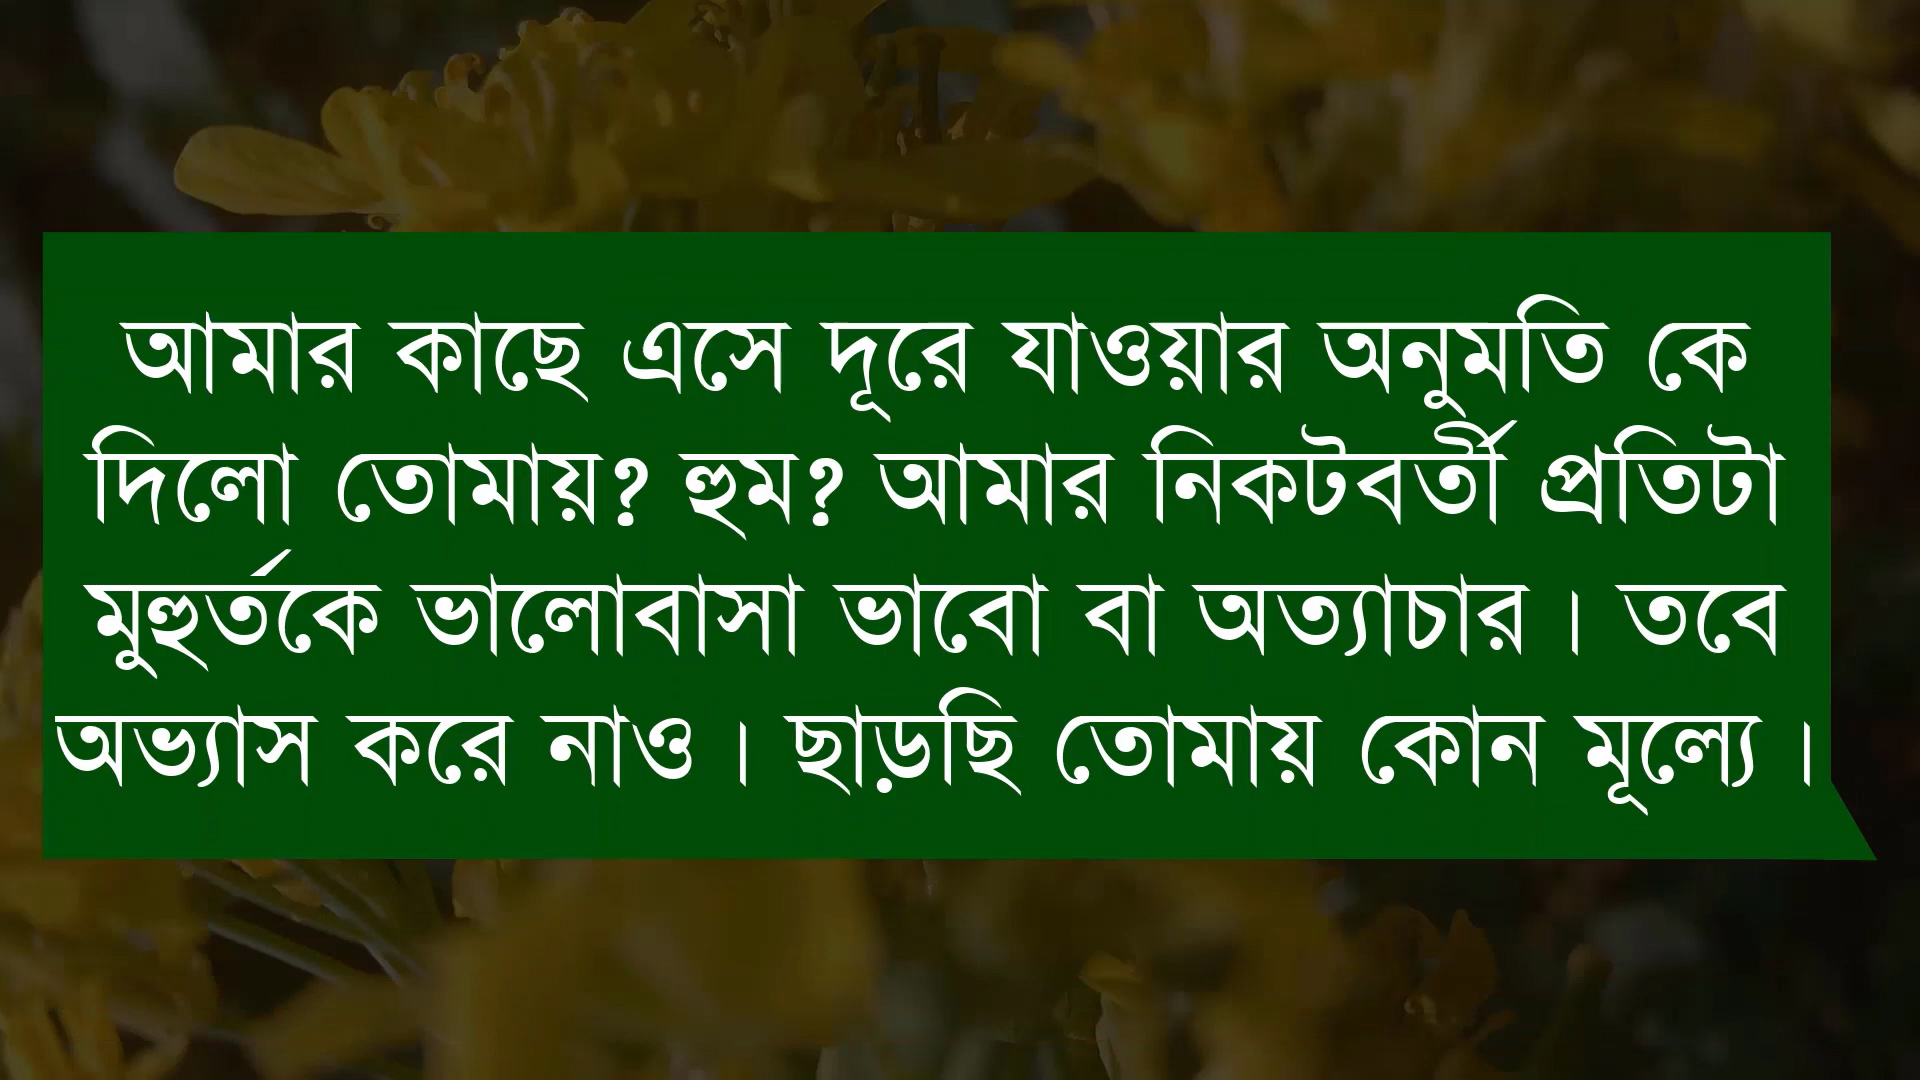 আমার কাছে এসে দূরে যাওয়ার অনুমতি কে
দিলো তোমায়? হুম? আমার নিকটবর্তী প্রতিটা
মুহুর্তকে ভালোবাসা ভাবো বা অত্যাচার । তবে
অভ্যাস করে নাও । ছাড়ছি তোমায় কোন মূল্যে ।